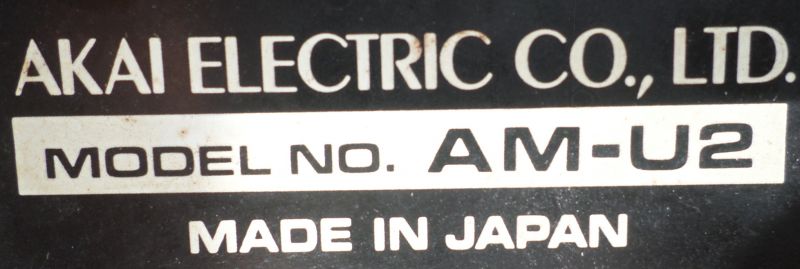 AKAI ELECTRIC CO., LTD.
MODEL NO. AM-U2
MADE IN JAPAN